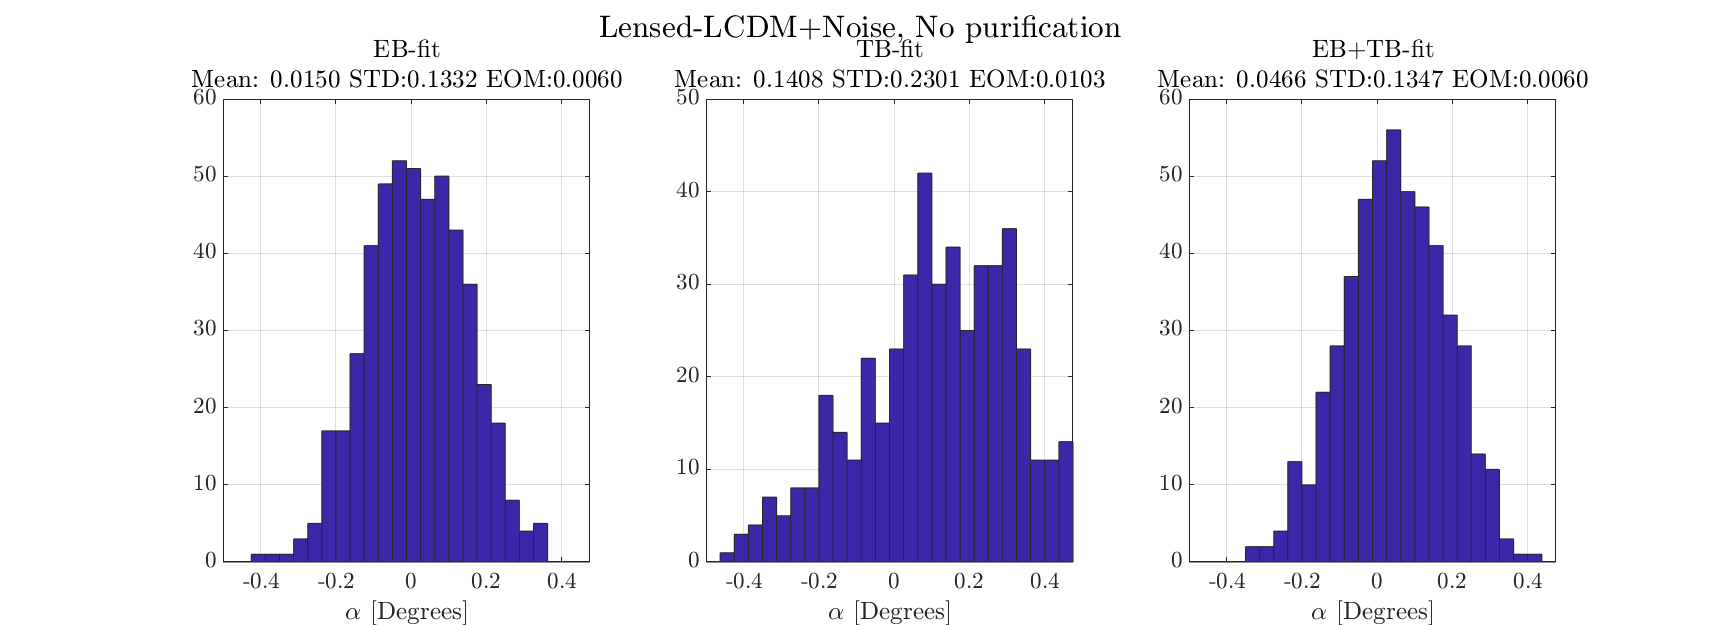 Lensed-LCDM+Noise, No purification
EB-fit
Mean: 0.0150 STD:0.1332 EOM:0.0060
60
50
40
30
20
10
0
-0.4 -0.2 0 0.2 0.4
α [Degrees]
TB-fit
Mean: 0.1408 STD:0.2301 EOM:0.0103
50
40
30
20
10
0
-0.4 -0.2 0 0.2 0.4
α [Degrees]
EB+TB-fit
Mean: 0.0466 STD:0.1347 EOM:0.0060
60
50
40
30
20
10
0
-0.4 -0.2 0 0.2 0.4
α [Degrees]